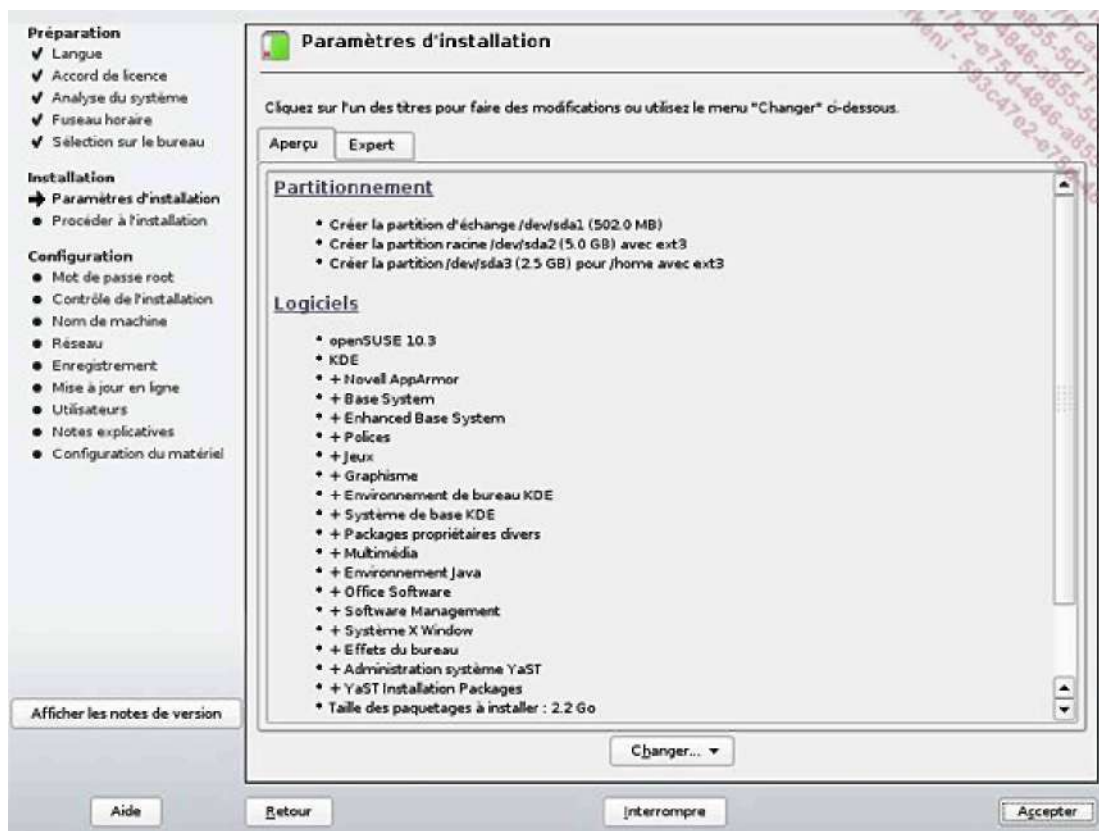 Préparation
✔ Langue
✔ Accord de licence
✔ Analyse du système
✔ Fuseau horaire
✔ Sélection sur le bureau
Installation
➔ Paramètres d'installation
● Procéder à l'installation
Configuration
● Mot de passe root
● Contrôle de l'installation
● Nom de machine
● Réseau
● Enregistrement
● Mise à jour en ligne
● Utilisateurs
● Notes explicatives
● Configuration du matériel
Afficher les notes de version
Aide
Paramètres d'installation
Cliquez sur l'un des titres pour faire des modifications ou utilisez le menu "Changer" ci-dessous.
Aperçu
Expert
Partitionnement
• Créer la partition d'échange /dev/sda1 (502.0 MB)
• Créer la partition racine /dev/sda2 (5.0 GB) avec ext3
• Créer la partition /dev/sda3 (2.5 GB) pour /home avec ext3
Logiciels
• openSUSE 10.3
• KDE
• + Novell AppArmor
• + Base System
• + Enhanced Base System
• + Polices
• + Jeux
• + Graphisme
• + Environnement de bureau KDE
• + Système de base KDE
• + Packages propriétaires divers
• + Multimédia
• + Environnement Java
• + Office Software
• + Software Management
• + Système X Window
• + Effets du bureau
• + Administration système YaST
• + YaST Installation Packages
• Taille des paquetages à installer : 2.2 Go
Changer...
Retour
Interrompre
Accepter